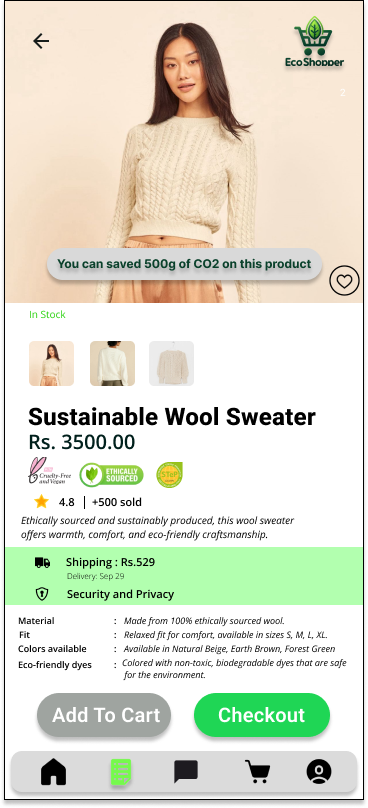 EcoShopper
2
You can saved 500g of CO2 on this product
In Stock
Sustainable Wool Sweater
Rs. 3500.00
Cruelty-Free
and Vegan
ETHICALLY
SOURCED
4.8 | +500 sold
Ethically sourced and sustainably produced, this wool sweater
offers warmth, comfort, and eco-friendly craftsmanship.
Shipping : Rs.529
Delivery: Sep 29
Security and Privacy
Material : Made from 100% ethically sourced wool.
Fit : Relaxed fit for comfort, available in sizes S, M, L, XL.
Colors available : Available in Natural Beige, Earth Brown, Forest Green
Eco-friendly dyes : Colored with non-toxic, biodegradable dyes that are safe
for the environment.
Add To Cart
Checkout